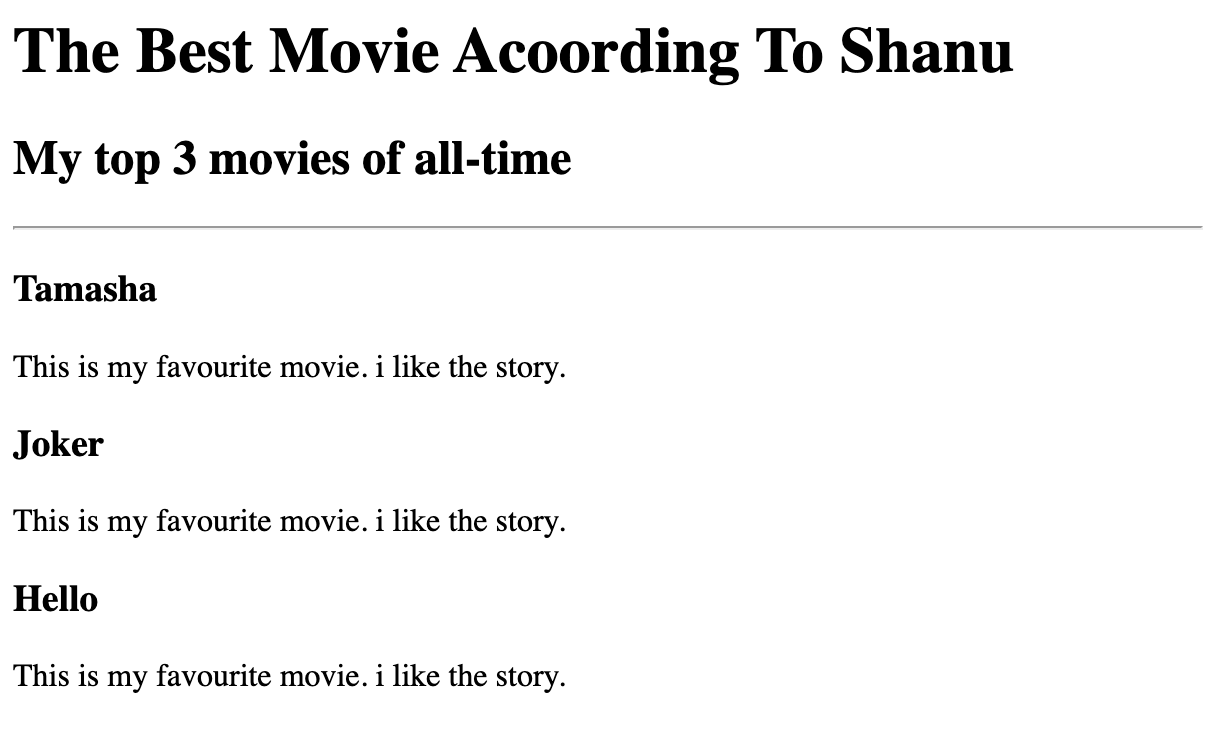 The Best Movie Acoording To Shanu
My top 3 movies of all-time
Tamasha
This is my favourite movie. i like the story.
Joker
This is my favourite movie. i like the story.
Hello
This is my favourite movie. i like the story.